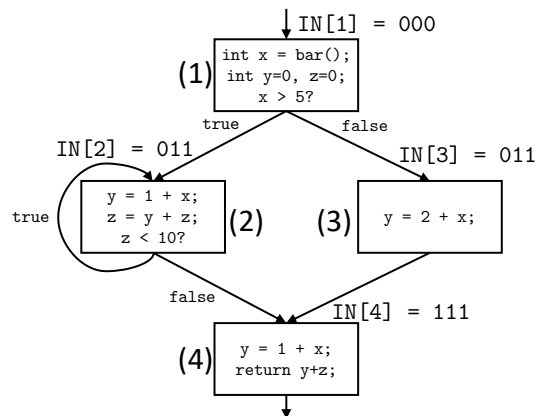 IN[1] = 000
(1)
int x = bar();
int y=0, z=0;
x > 5?
true
false
IN[2] = 011
IN[3] = 011
true
y = 1 + x;
z = y + z;
z < 10?
(2)
(3)
y = 2 + x;
false
IN[4] = 111
(4)
y = 1 + x;
return y+z;